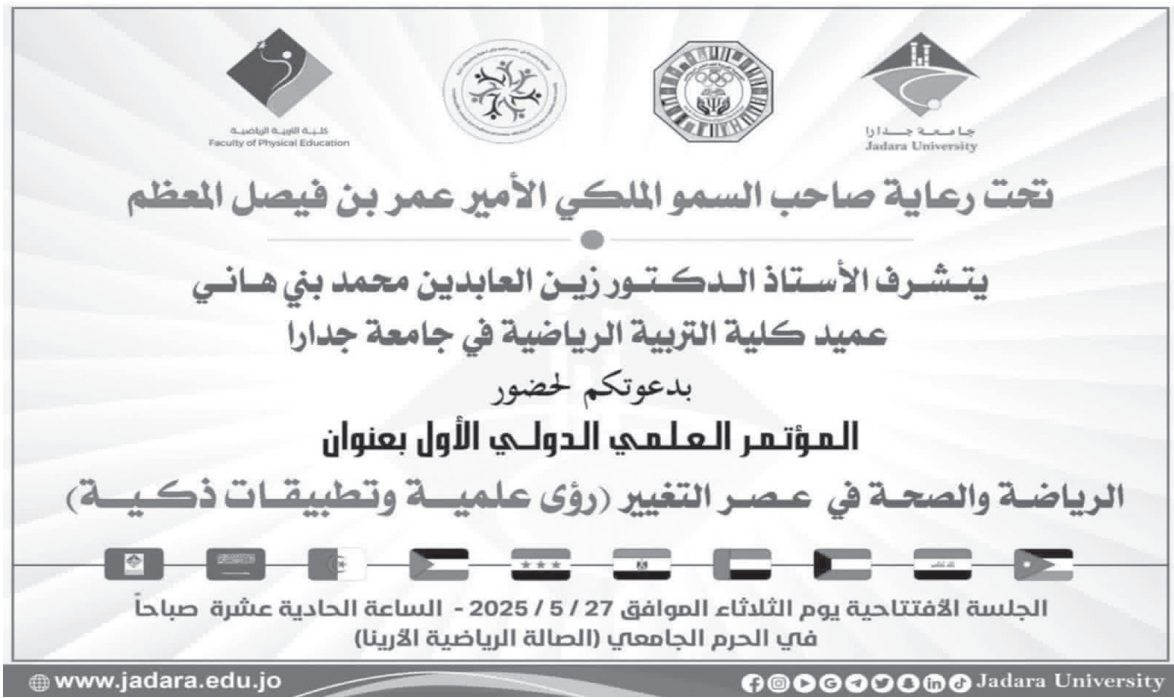 كلية التربية الرياضية
Faculty of Physical Education
جامعة جدارا
Jadara University
تحت رعاية صاحب السمو الملكي الأمير عمر بن فيصل المعظم
يتشرف الأستاذ الدكتور زين العابدين محمد بني هاني
عميد كلية التربية الرياضية في جامعة جدارا
بدعوتكم لحضور
المؤتمر العلمي الدولي الأول بعنوان
الرياضة والصحة في عصر التغيير (رؤى علمية وتطبيقات ذكية)
الجلسة الأفتتاحية يوم الثلاثاء الموافق 27 / 5 / 2025 - الساعة الحادية عشرة صباحاً
في الحرم الجامعي (الصالة الرياضية الأرينا)
www.jadara.edu.jo
Jadara University